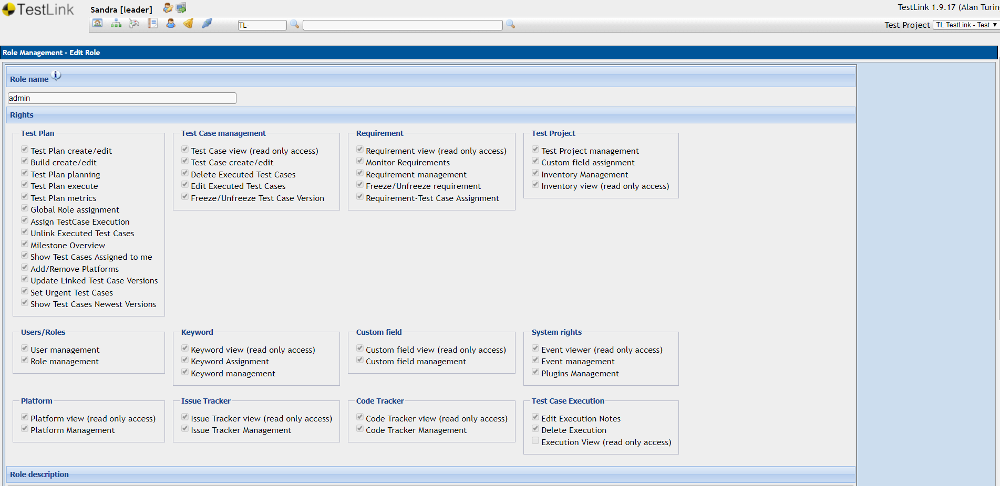 TestLink
Sandra [leader]
TestLink 1.9.17 (Alan Turin
TL-
Test Project TL:TestLink - Test
Role Management - Edit Role
Role name
admin
Rights
Test Plan
Test Plan create/edit
Build create/edit
Test Plan planning
Test Plan execute
Test Plan metrics
Global Role assignment
Assign TestCase Execution
Unlink Executed Test Cases
Milestone Overview
Show Test Cases Assigned to me
Add/Remove Platforms
Update Linked Test Case Versions
Set Urgent Test Cases
Show Test Cases Newest Versions
Test Case management
Test Case view (read only access)
Test Case create/edit
Delete Executed Test Cases
Edit Executed Test Cases
Freeze/Unfreeze Test Case Version
Requirement
Requirement view (read only access)
Monitor Requirements
Requirement management
Freeze/Unfreeze requirement
Requirement-Test Case Assignment
Test Project
Test Project management
Custom field assignment
Inventory Management
Inventory view (read only access)
Users/Roles
User management
Role management
Keyword
Keyword view (read only access)
Keyword Assignment
Keyword management
Custom field
Custom field view (read only access)
Custom field management
System rights
Event viewer (read only access)
Event management
Plugins Management
Platform
Platform view (read only access)
Platform Management
Issue Tracker
Issue Tracker view (read only access)
Issue Tracker Management
Code Tracker
Code Tracker view (read only access)
Code Tracker Management
Test Case Execution
Edit Execution Notes
Delete Execution
Execution View (read only access)
Role description